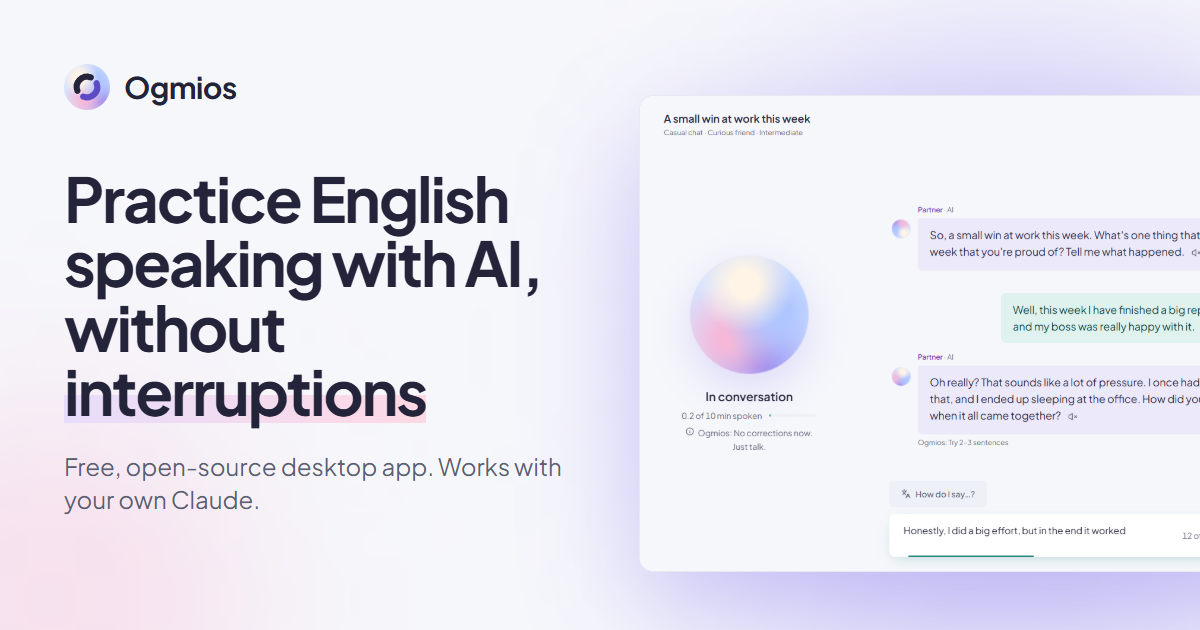 Ogmios
Practice English
speaking with AI,
without
interruptions
Free, open-source desktop app. Works with
your own Claude.
A small win at work this week
Casual chat · Curious friend · Intermediate
In conversation
0.2 of 10 min spoken
Ogmios: No corrections now.
Just talk.
Partner · AI
So, a small win at work this week. What's one thing that
week that you're proud of? Tell me what happened.
Well, this week I have finished a big rep
and my boss was really happy with it.
Partner · AI
Oh really? That sounds like a lot of pressure. I once had
that, and I ended up sleeping at the office. How did you
when it all came together?
Ogmios: Try 2–3 sentences
How do I say…?
Honestly, I did a big effort, but in the end it worked
12 o